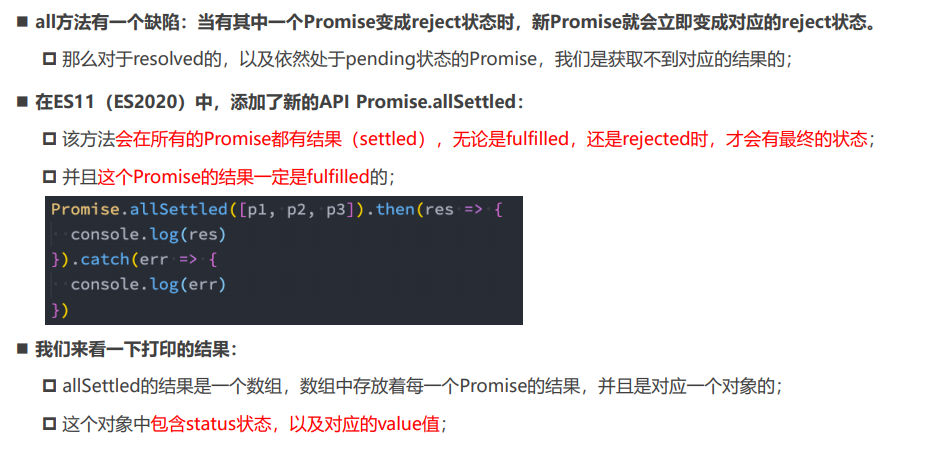 all方法有一个缺陷：当有其中一个Promise变成reject状态时，新Promise就会立即变成对应的reject状态。
那么对于resolved的，以及依然处于pending状态的Promise，我们是获取不到对应的结果的；
在ES11（ES2020）中，添加了新的API Promise.allSettled：
该方法会在所有的Promise都有结果（settled），无论是fulfilled，还是rejected时，才会有最终的状态；
并且这个Promise的结果一定是fulfilled的；
Promise.allSettled([p1, p2, p3]).then(res => {
  console.log(res)
}).catch(err => {
  console.log(err)
})
我们来看一下打印的结果：
allSettled的结果是一个数组，数组中存放着每一个Promise的结果，并且是对应一个对象的；
这个对象中包含status状态，以及对应的value值；